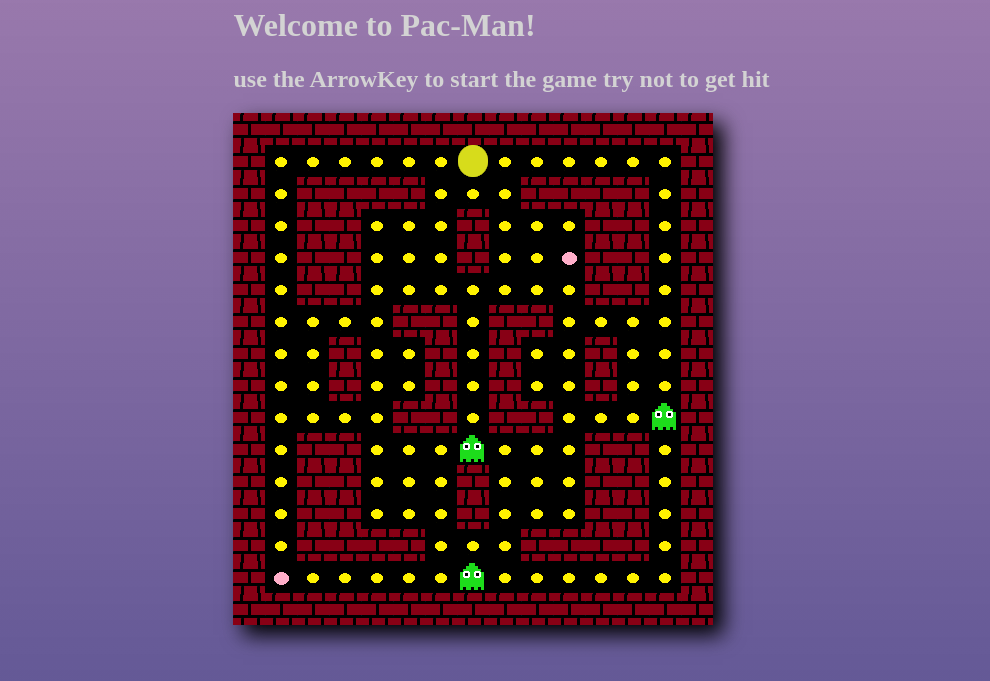 Welcome to Pac-Man!
use the ArrowKey to start the game try not to get hit